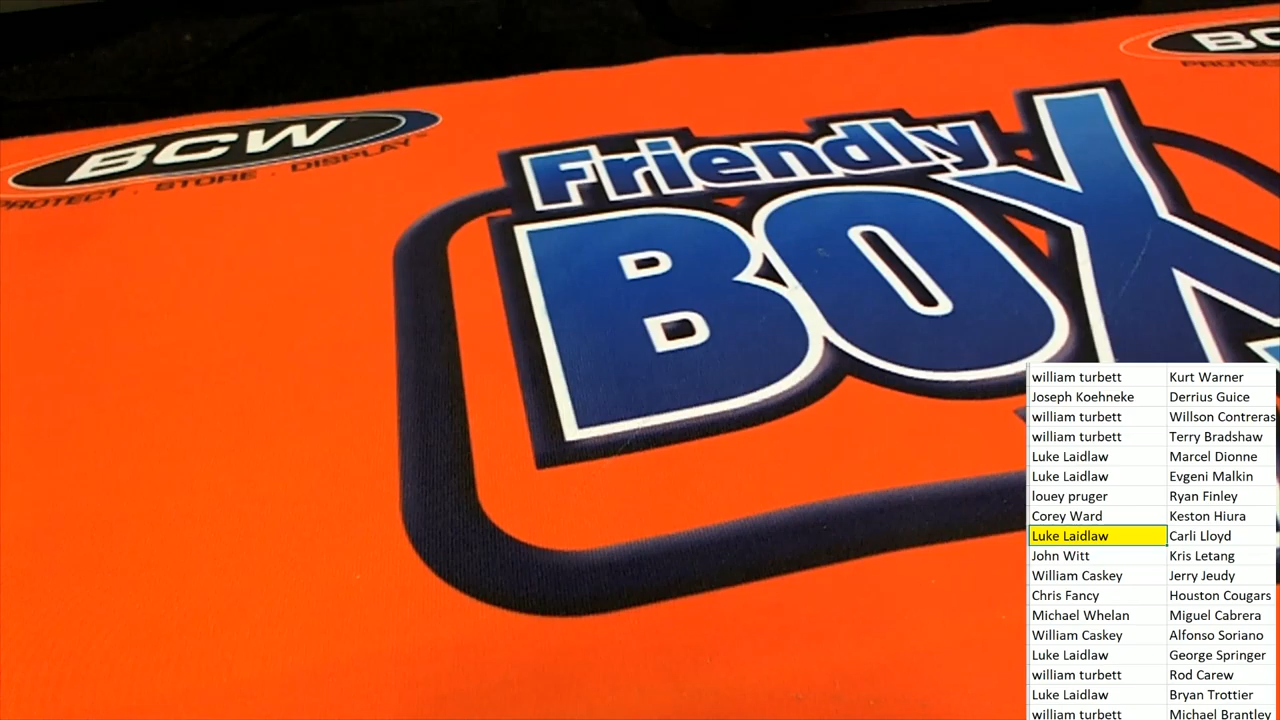 BCW
PROTECT · STORE · DISPLAY
Friendly
BOX
william turbett Kurt Warner
Joseph Koehneke Derrius Guice
william turbett Willson Contreras
william turbett Terry Bradshaw
Luke Laidlaw Marcel Dionne
Luke Laidlaw Evgeni Malkin
louey pruger Ryan Finley
Corey Ward Keston Hiura
Luke Laidlaw Carli Lloyd
John Witt Kris Letang
William Caskey Jerry Jeudy
Chris Fancy Houston Cougars
Michael Whelan Miguel Cabrera
William Caskey Alfonso Soriano
Luke Laidlaw George Springer
william turbett Rod Carew
Luke Laidlaw Bryan Trottier
william turbett Michael Brantley